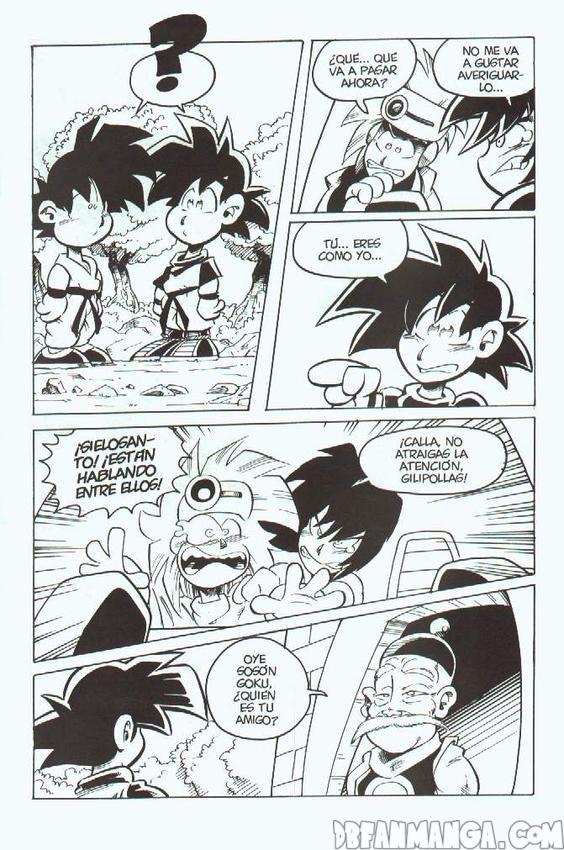 ?
¿QUÉ... QUE
VA A PASAR
AHORA?
NO ME VA
A GUSTAR
AVERIGUAR-
LO...
TÚ... ERES
COMO YO...
¡SIELOSAN-
TO! ¡ESTÁN
HABLANDO
ENTRE ELLOS!
¡CALLA, NO
ATRAIGAS LA
ATENCIÓN,
GILIPOLLAS!
OYE
SOSÓN
GOKU,
¿QUIÉN
ES TU
AMIGO?
DBFANMANGA.COM